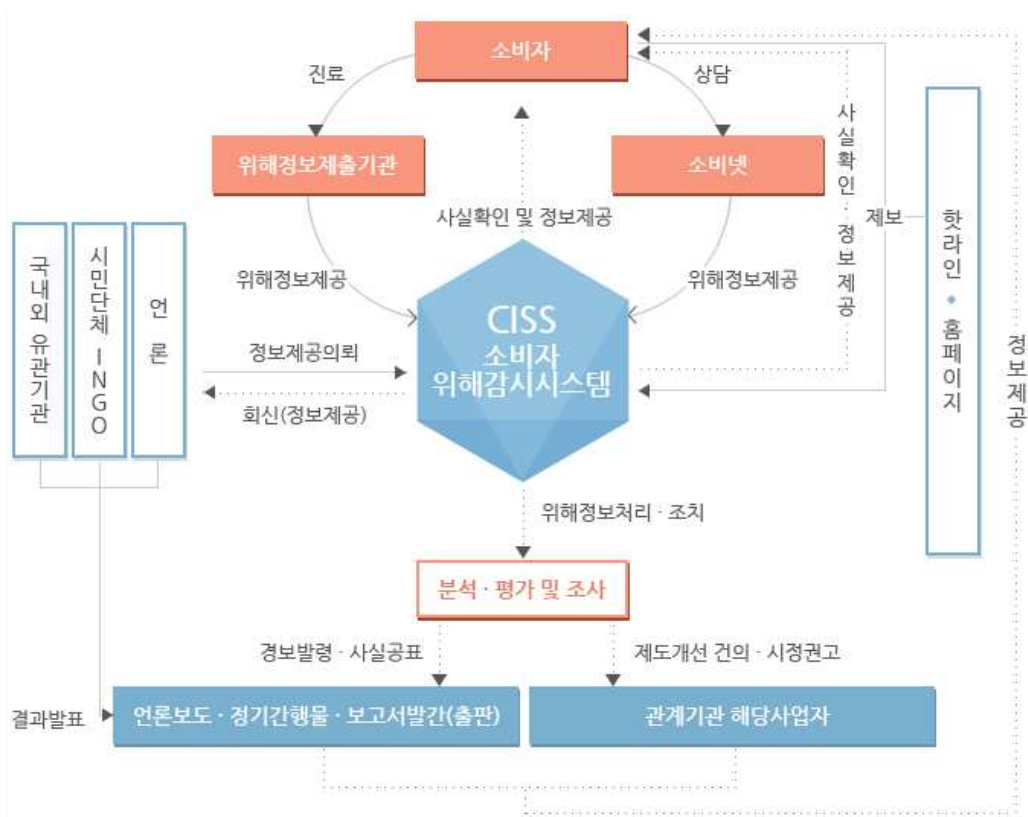 소비자
진료
상담
위해정보제출기관
소비넷
사실확인 및 정보제공
위해정보제공
위해정보제공
사실확인 · 정보제공
제보
핫라인 • 홈페이지
정보제공
국내외 유관기관
시민단체 INGO
언론
CISS
소비자
위해감시시스템
정보제공의뢰
회신(정보제공)
위해정보처리 · 조치
분석 · 평가 및 조사
경보발령 · 사실공표
제도개선 건의 · 시정권고
결과발표
언론보도 · 정기간행물 · 보고서발간(출판)
관계기관 해당사업자